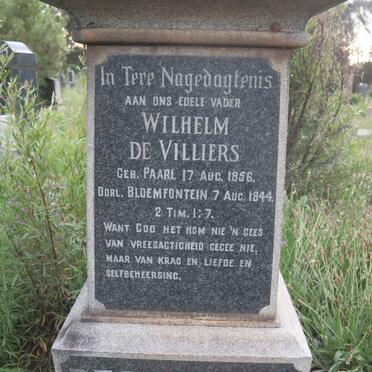 In Tere Nagedagtenis
AAN ONS EDELE VADER
WILHELM
DE VILLIERS
GEB. PAARL 17 AUG. 1856.
OORL. BLOEMFONTEIN 7 AUG. 1944.
2 TIM. 1:7.
WANT GOD HET HOM NIE 'N GEES
VAN VREESAGTIGHEID GEGEE NIE,
MAAR VAN KRAG EN LIEFDE EN
SELFBEHEERSING.